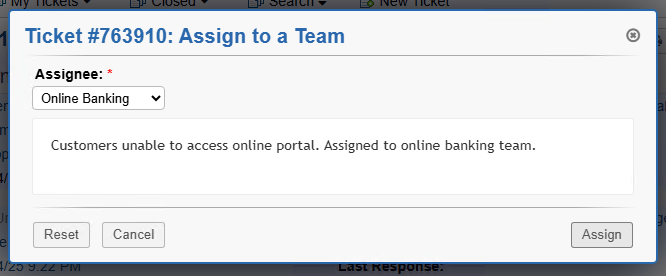 My Tickets Closed Search New Ticket
Ticket #763910: Assign to a Team
Assignee: *
Online Banking
Customers unable to access online portal. Assigned to online banking team.
Reset Cancel Assign
4/25 9:22 PM Last Response: